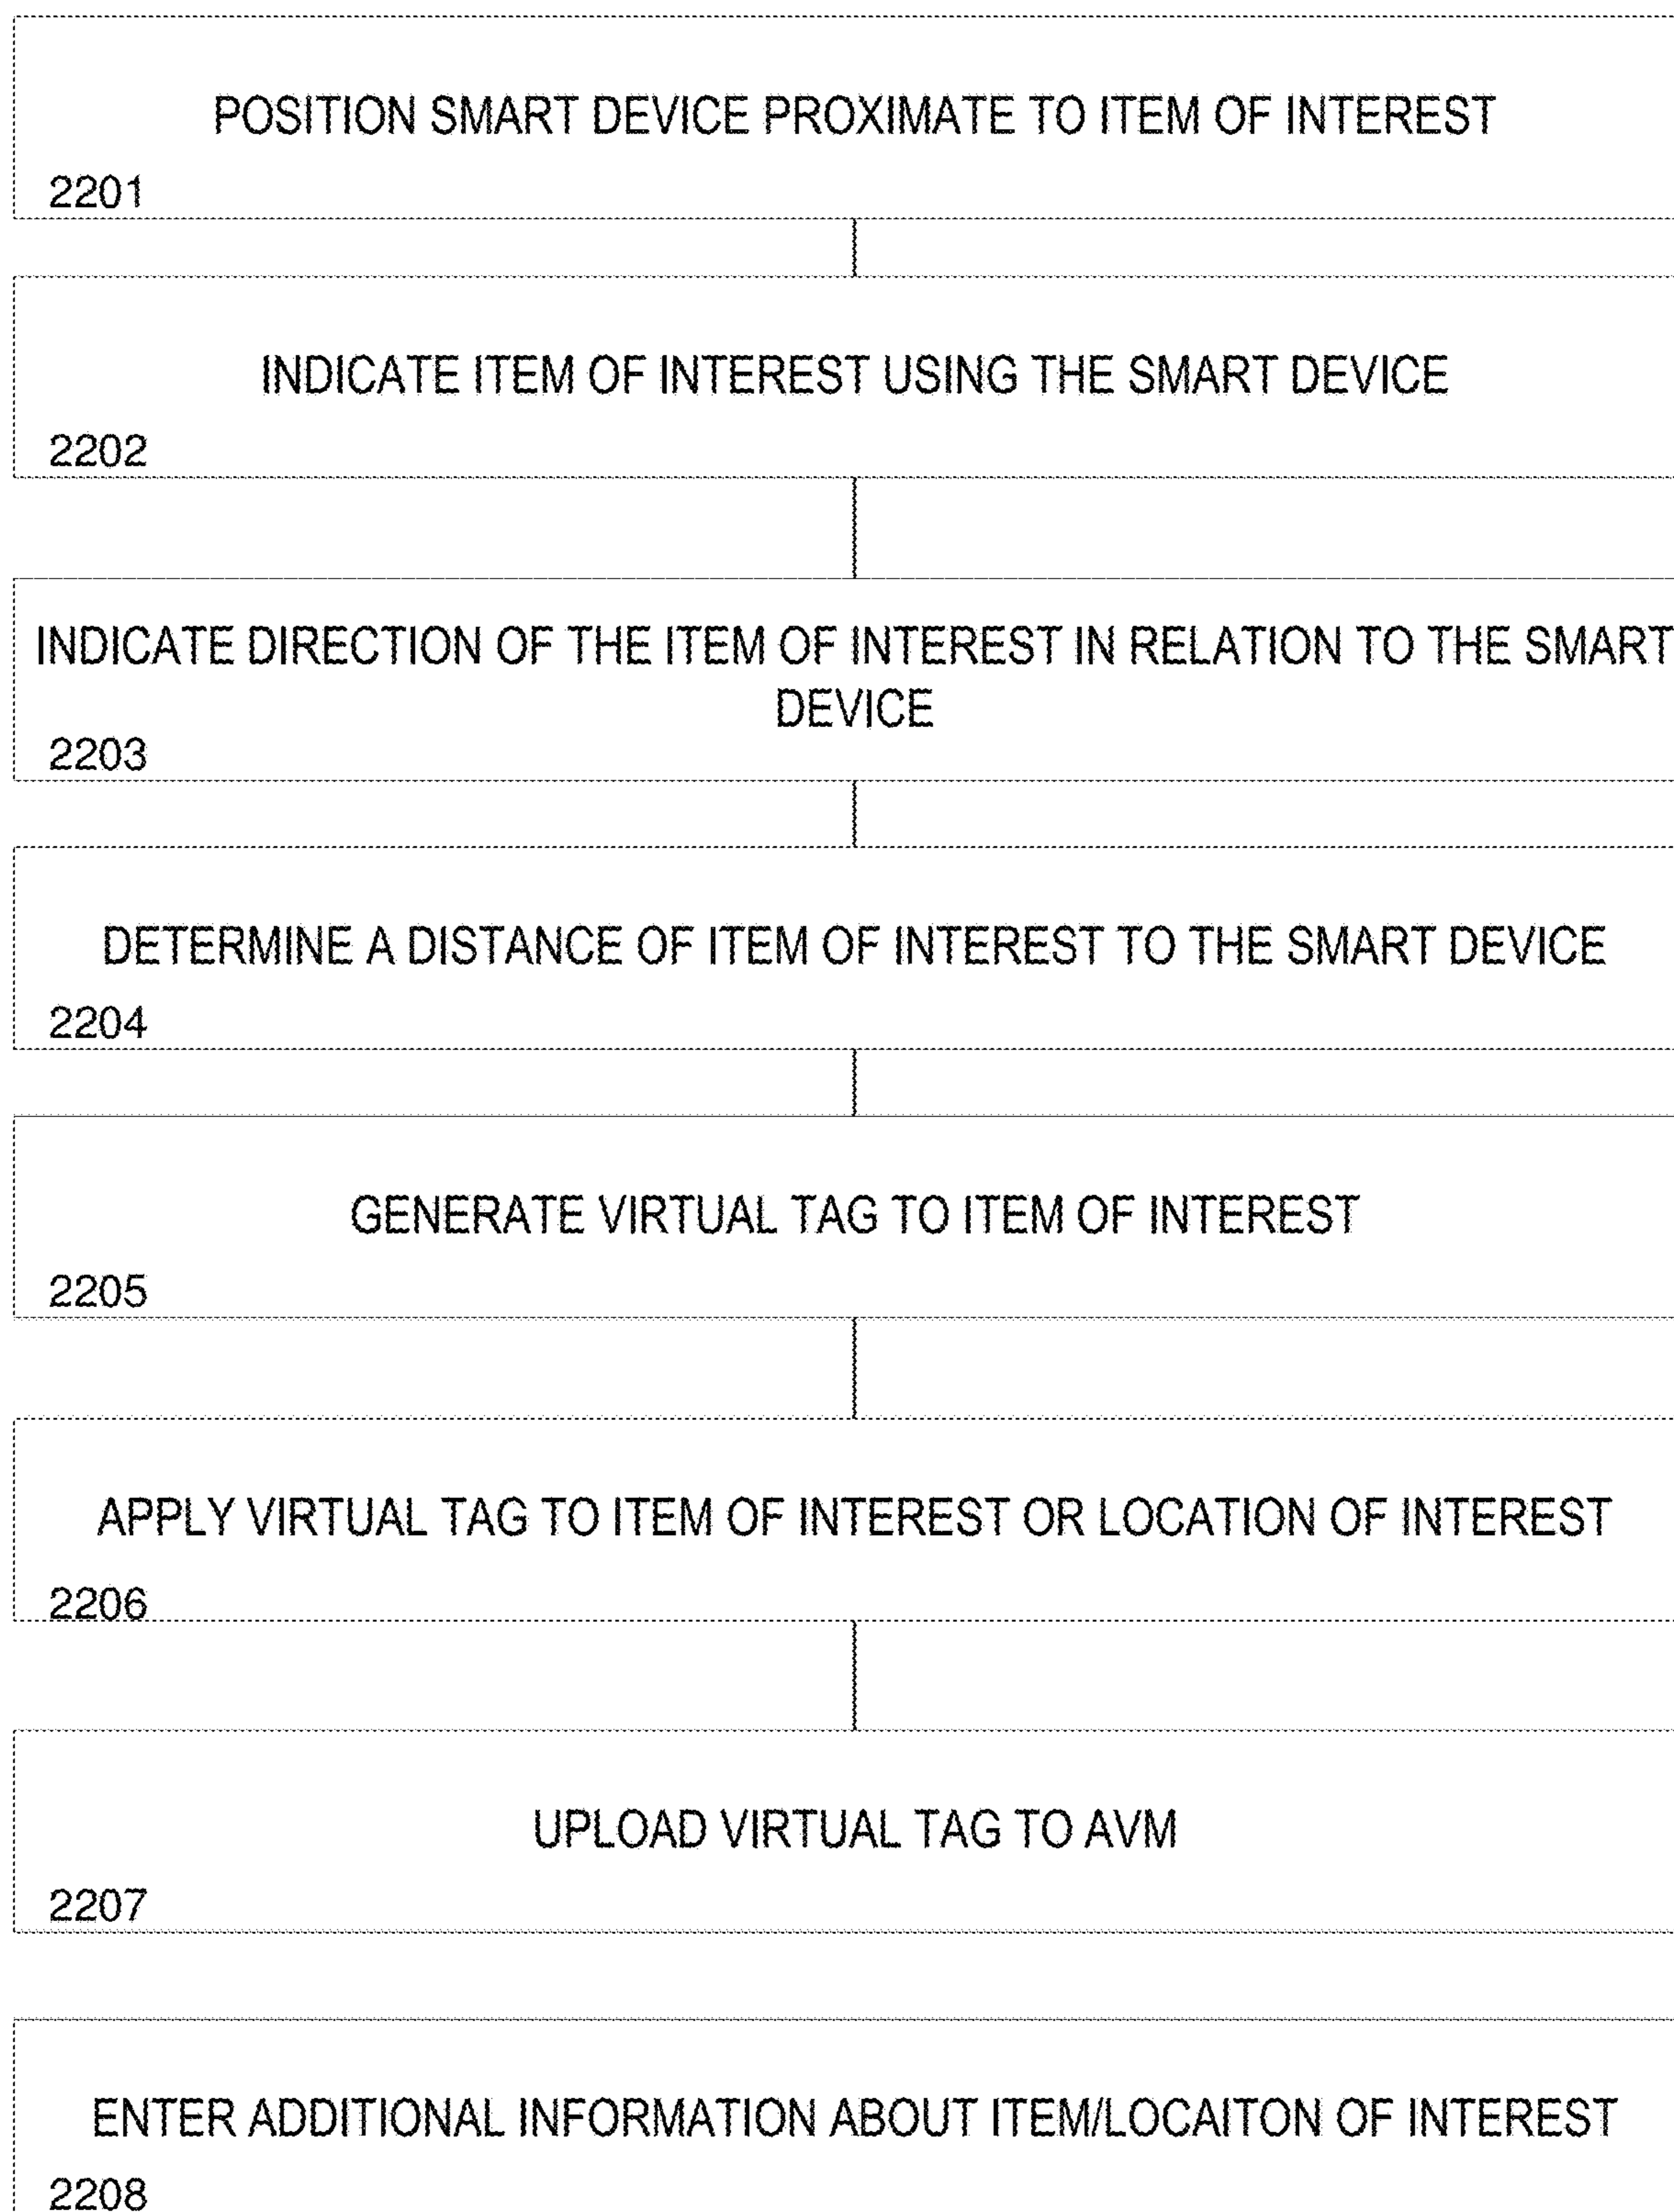 POSITION SMART DEVICE PROXIMATE TO ITEM OF INTEREST
2201
INDICATE ITEM OF INTEREST USING THE SMART DEVICE
2202
INDICATE DIRECTION OF THE ITEM OF INTEREST IN RELATION TO THE SMART
DEVICE
2203
DETERMINE A DISTANCE OF ITEM OF INTEREST TO THE SMART DEVICE
2204
GENERATE VIRTUAL TAG TO ITEM OF INTEREST
2205
APPLY VIRTUAL TAG TO ITEM OF INTEREST OR LOCATION OF INTEREST
2206
UPLOAD VIRTUAL TAG TO AVM
2207
ENTER ADDITIONAL INFORMATION ABOUT ITEM/LOCAITON OF INTEREST
2208